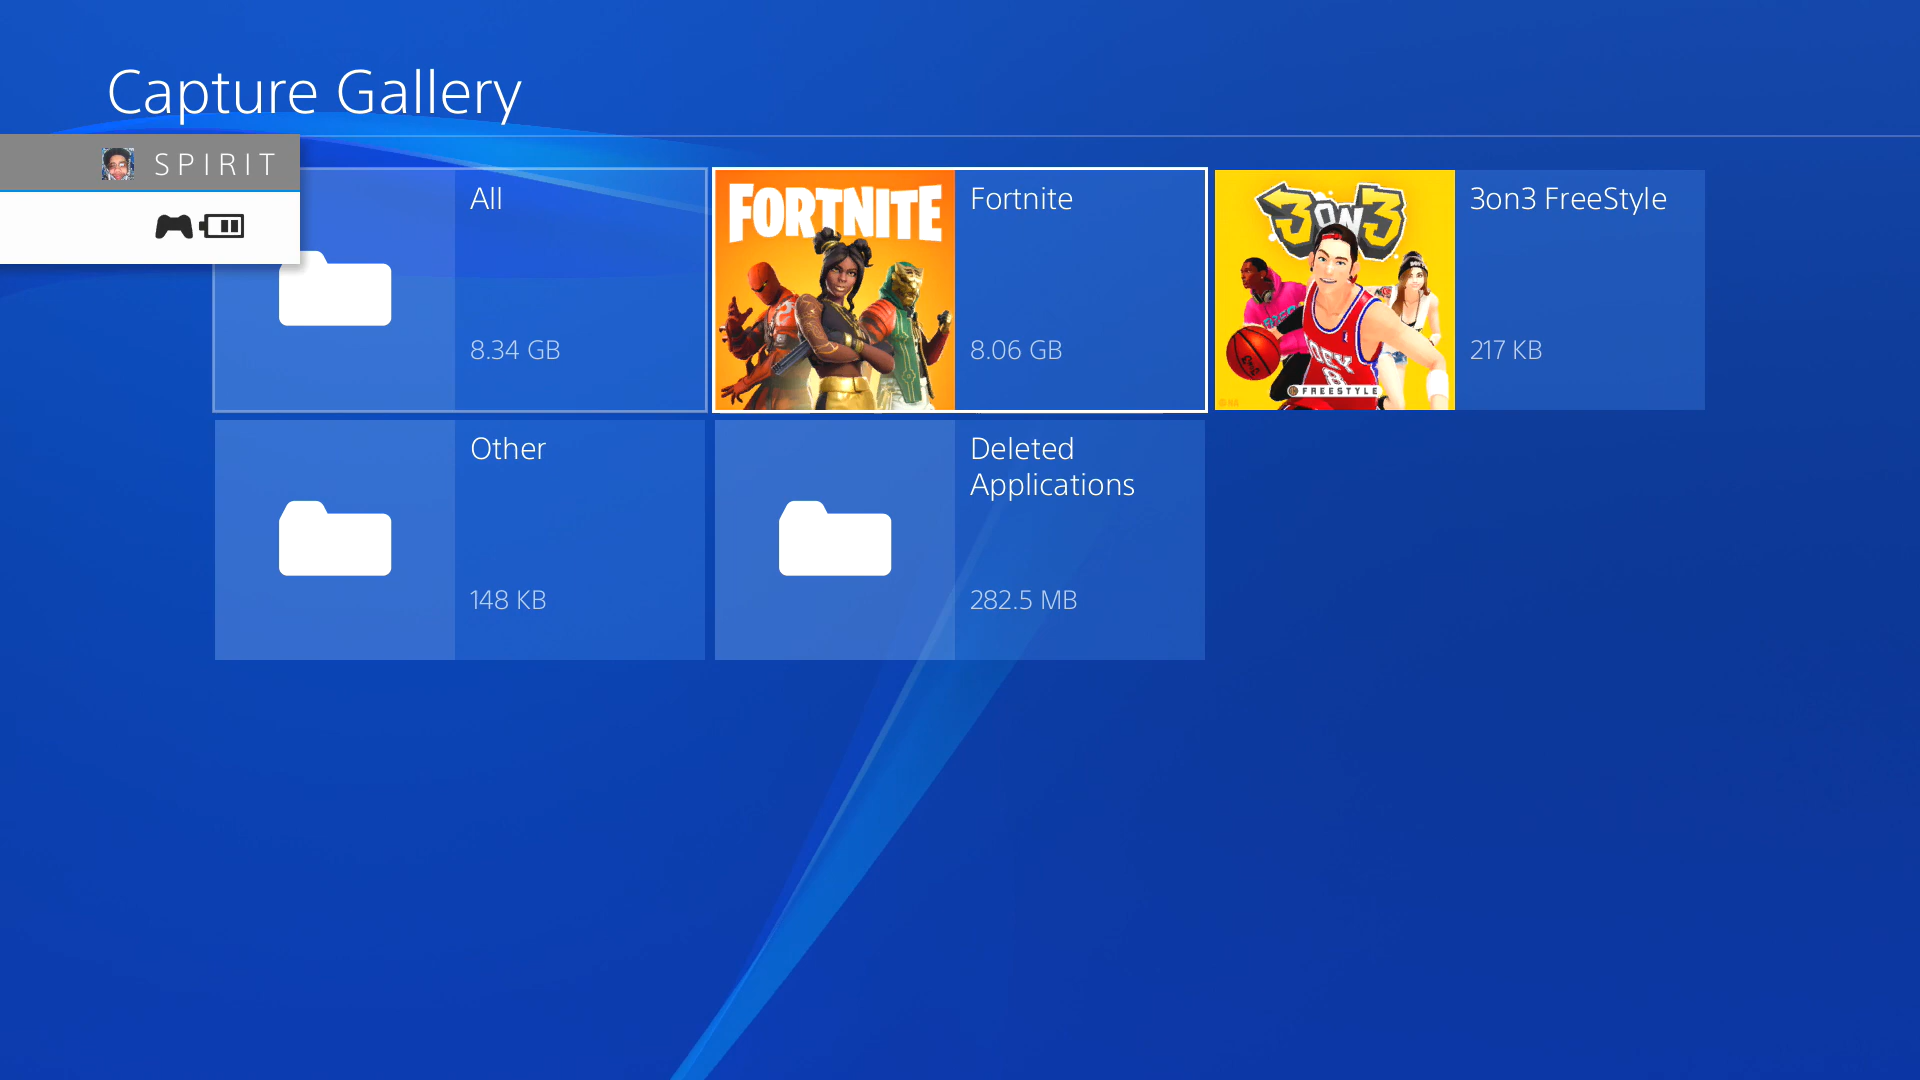 Capture Gallery
SPIRIT
All
8.34 GB
FORTNITE
Fortnite
8.06 GB
3ON3
FREESTYLE
3on3 FreeStyle
217 KB
Other
148 KB
Deleted
Applications
282.5 MB